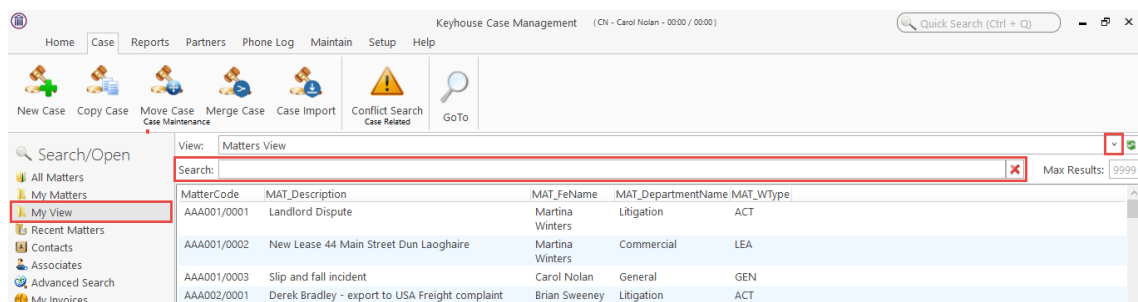 Keyhouse Case Management (CN - Carol Nolan - 00:00 / 00:00)
Quick Search (Ctrl + Q)
Home Case Reports Partners Phone Log Maintain Setup Help
New Case Copy Case Move Case Merge Case Case Import Conflict Search GoTo
Case Maintenance Case Related
Search/Open
View: Matters View
All Matters
Search: Max Results: 9999
My Matters
MatterCode MAT_Description MAT_FeName MAT_DepartmentName MAT_WType
My View
AAA001/0001 Landlord Dispute Martina Winters Litigation ACT
Recent Matters
Contacts
AAA001/0002 New Lease 44 Main Street Dun Laoghaire Martina Winters Commercial LEA
Associates
Advanced Search
AAA001/0003 Slip and fall incident Carol Nolan General GEN
My Invoices
AAA002/0001 Derek Bradley - export to USA Freight complaint Brian Sweeney Litigation ACT